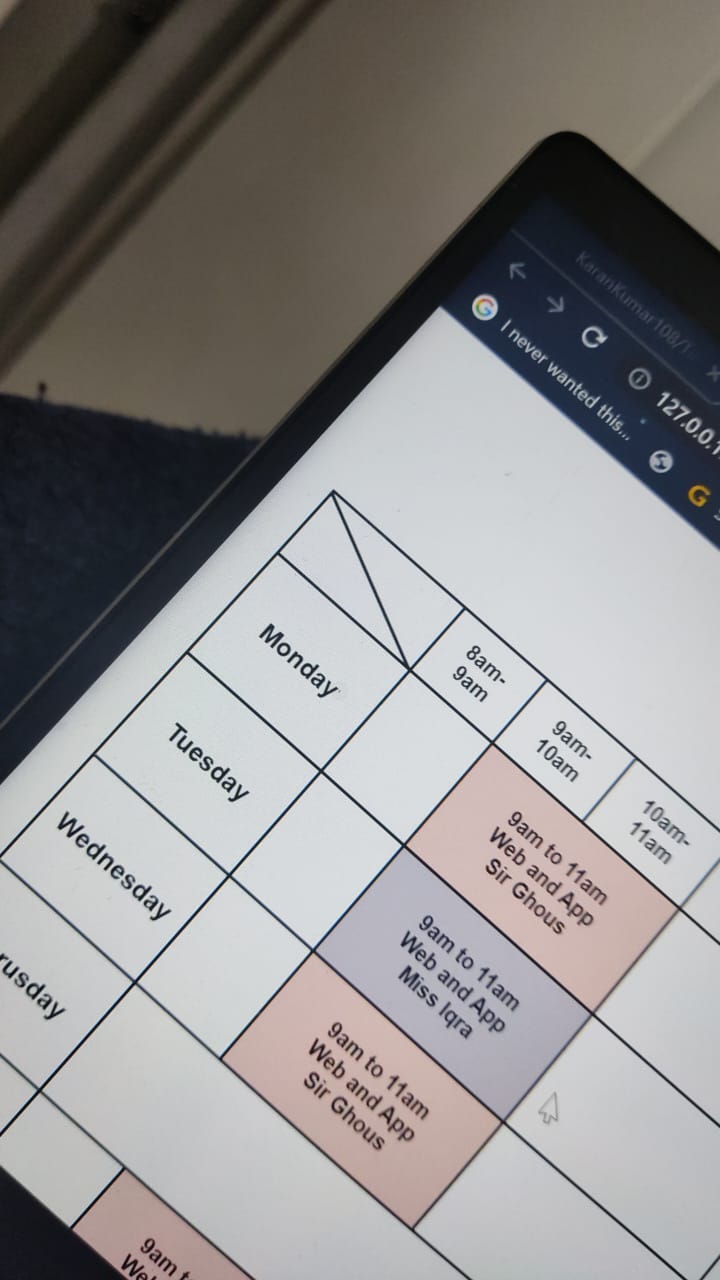 KaranKumar108/T
127.0.0.1
I never wanted this...
8am-
9am
9am-
10am
10am-
11am
Monday
9am to 11am
Web and App
Sir Ghous
Tuesday
9am to 11am
Web and App
Miss Iqra
Wednesday
9am to 11am
Web and App
Sir Ghous
rusday
9am t
We